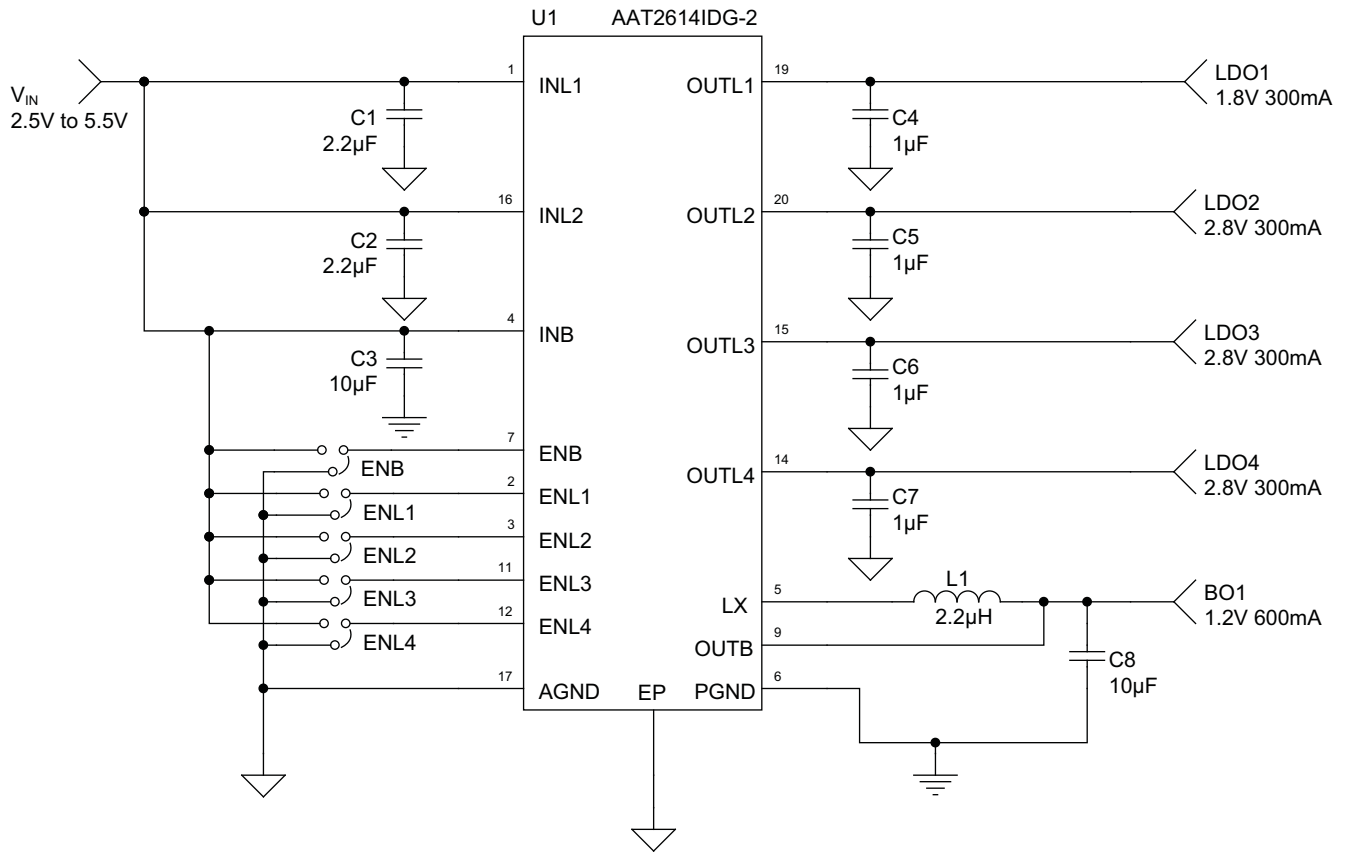 U1 AAT2614IDG-2
VIN
2.5V to 5.5V
1
INL1
C1
2.2µF
16
INL2
C2
2.2µF
4
INB
C3
10µF
7
ENB
ENB
2
ENL1
ENL1
3
ENL2
ENL2
11
ENL3
ENL3
12
ENL4
ENL4
17
AGND
EP
OUTL1
19
C4
1µF
LDO1
1.8V 300mA
OUTL2
20
C5
1µF
LDO2
2.8V 300mA
OUTL3
15
C6
1µF
LDO3
2.8V 300mA
OUTL4
14
C7
1µF
LDO4
2.8V 300mA
LX
5
L1
2.2µH
BO1
1.2V 600mA
OUTB
9
C8
10µF
PGND
6